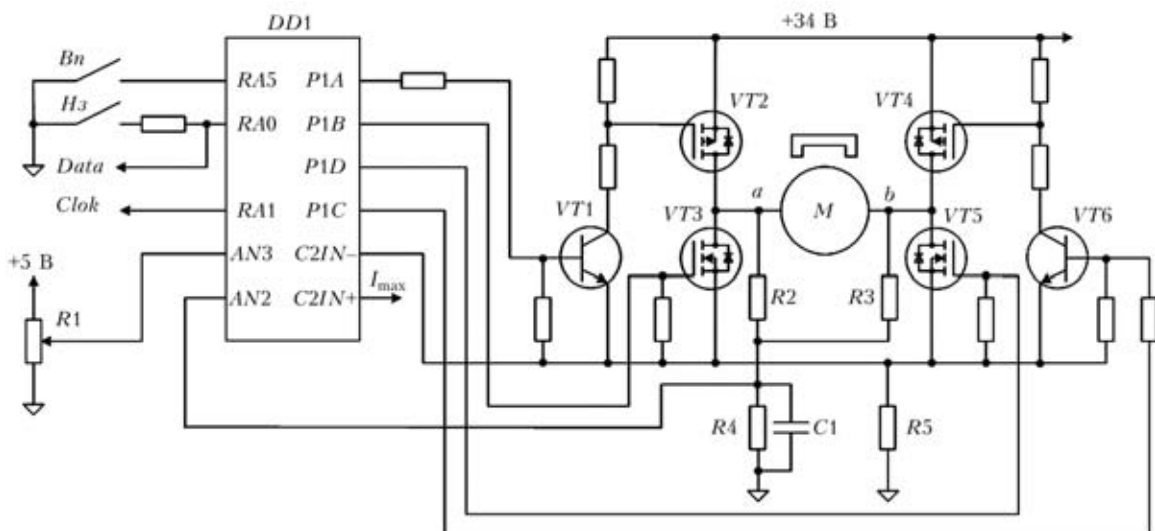 DD1
+34 В
Вп
RA5
P1A
Нз
RA0
P1B
VT2
VT4
Data
P1D
Clok
RA1
P1C
VT1
VT3
a
M
b
VT5
VT6
+5 В
AN3
C2IN–
R1
AN2
C2IN+
Imax
R2
R3
R4
C1
R5